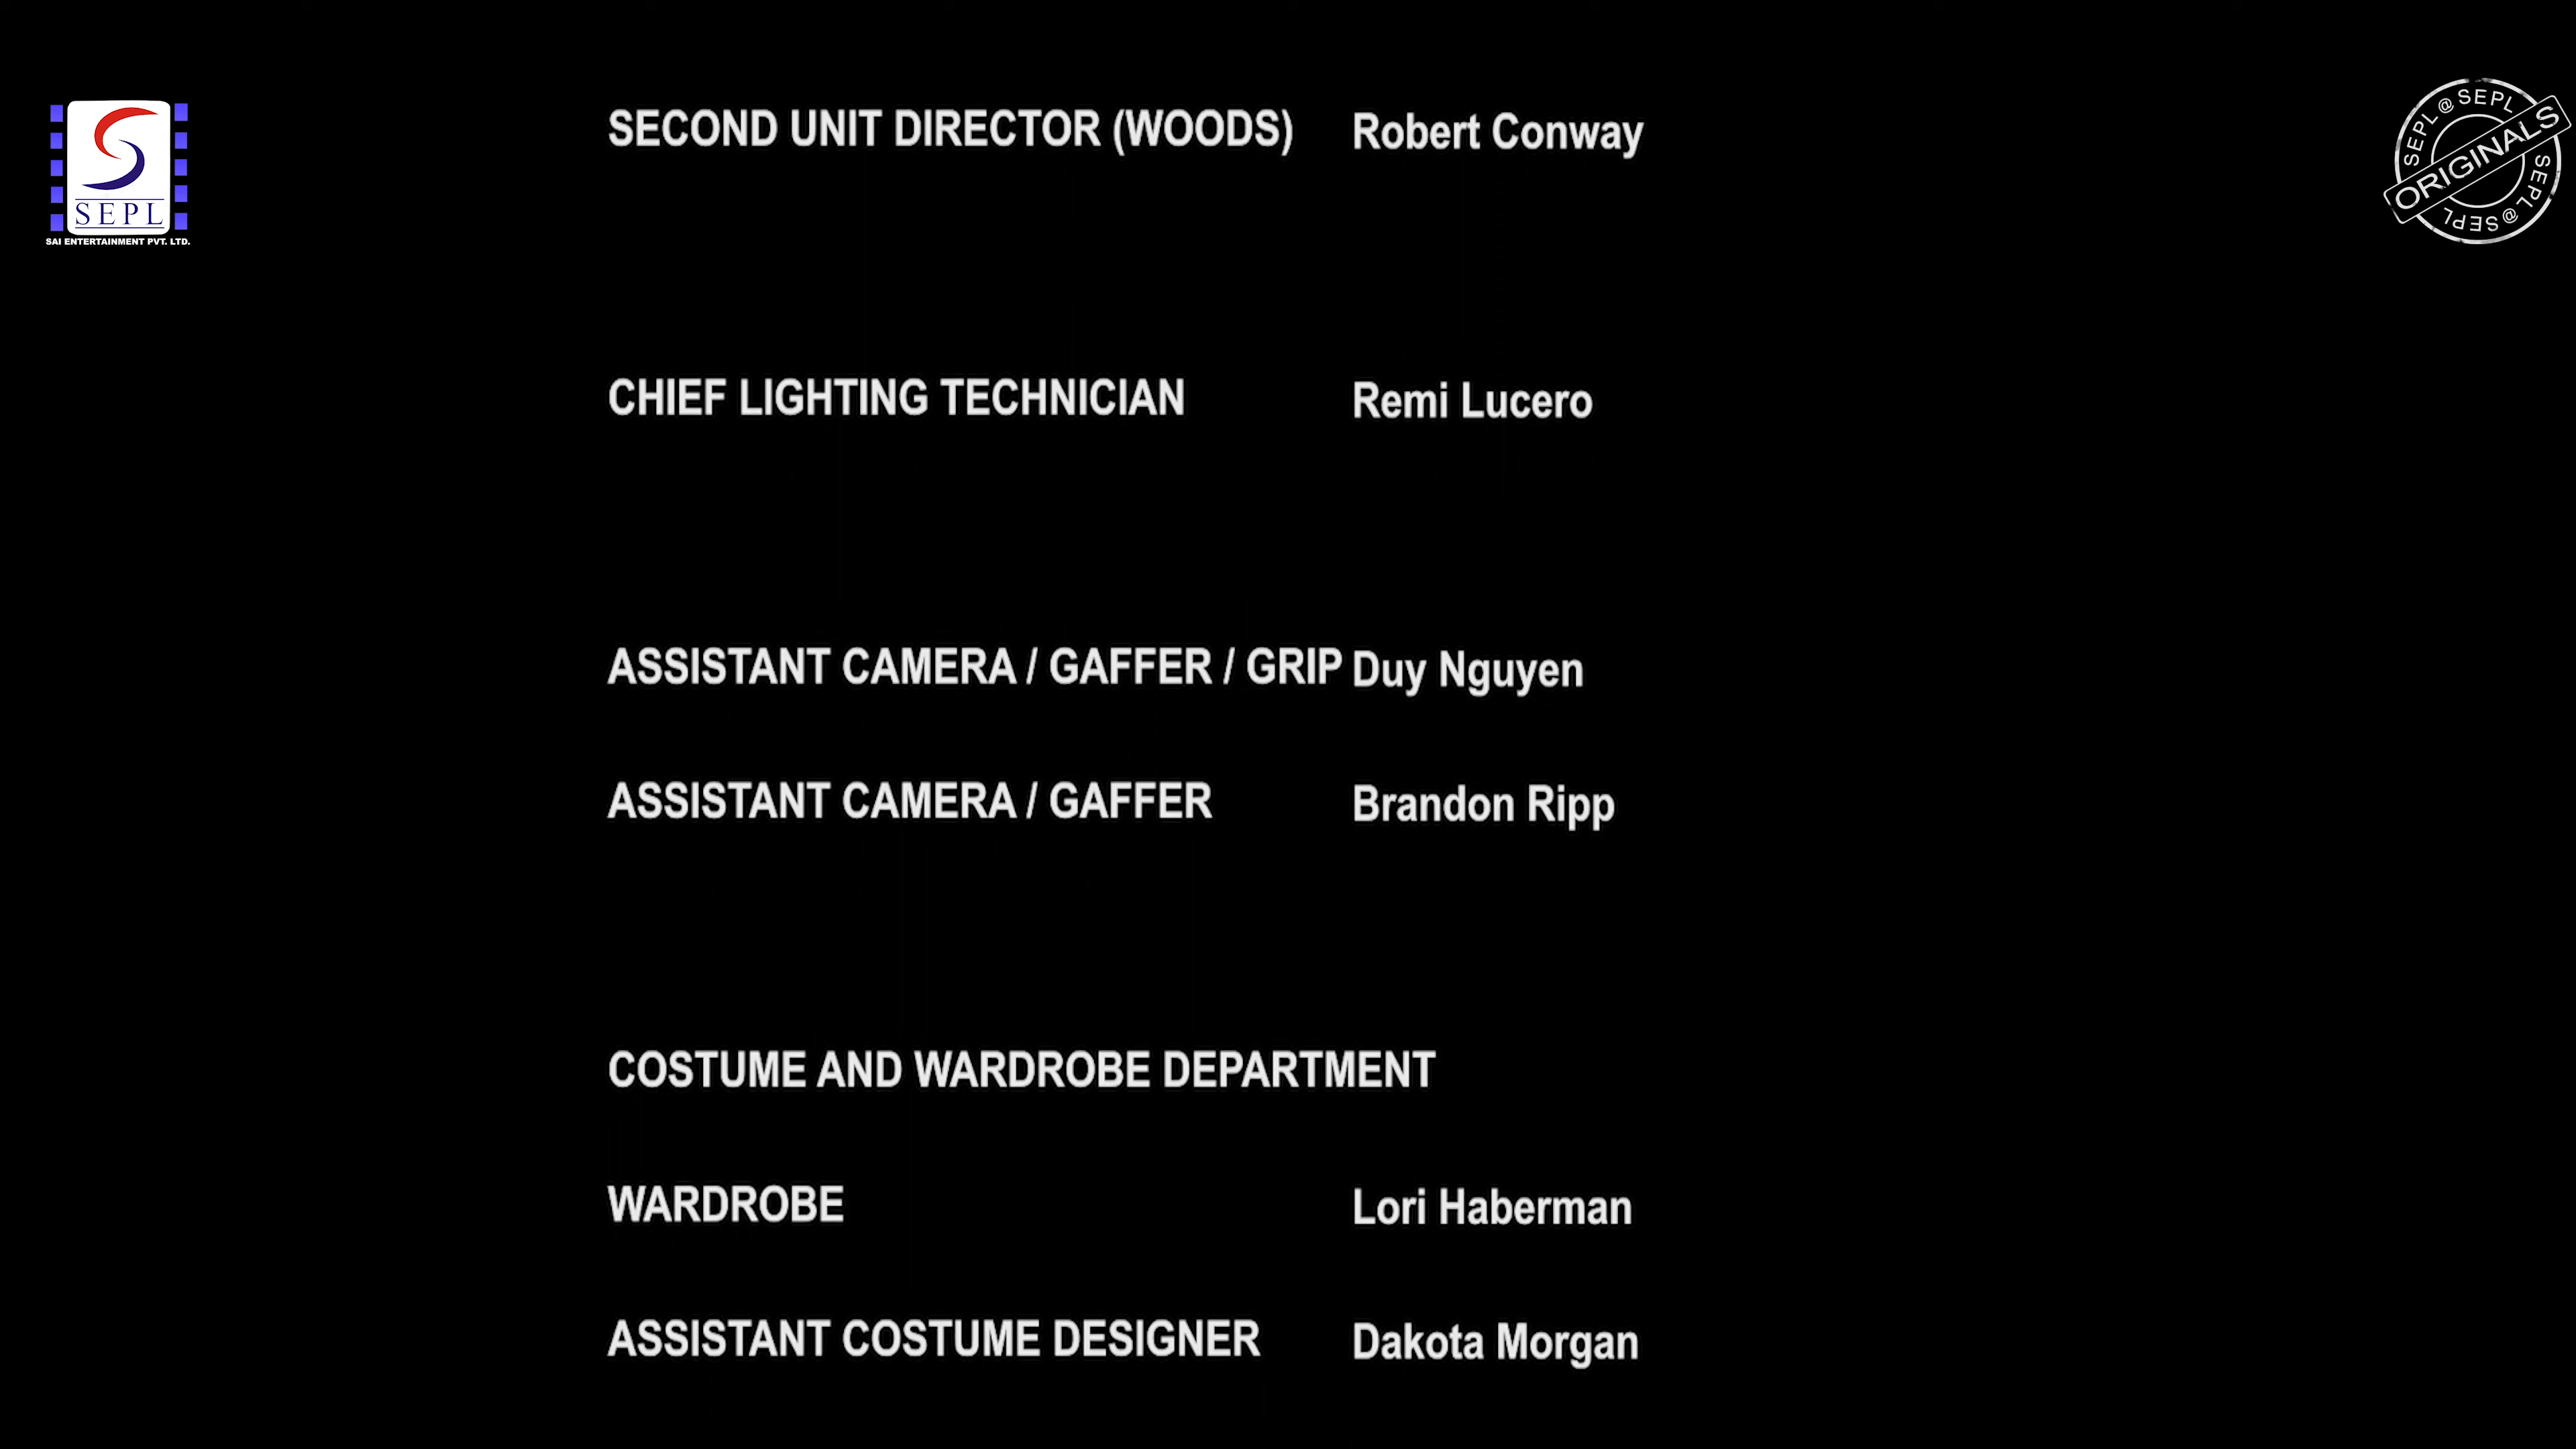 SECOND UNIT DIRECTOR (WOODS) Robert Conway
SEPL
SAI ENTERTAINMENT PVT. LTD.
SEPL@SEPL
ORIGINALS
SEPL@SEPL
CHIEF LIGHTING TECHNICIAN Remi Lucero
ASSISTANT CAMERA / GAFFER / GRIP Duy Nguyen
ASSISTANT CAMERA / GAFFER Brandon Ripp
COSTUME AND WARDROBE DEPARTMENT
WARDROBE Lori Haberman
ASSISTANT COSTUME DESIGNER Dakota Morgan